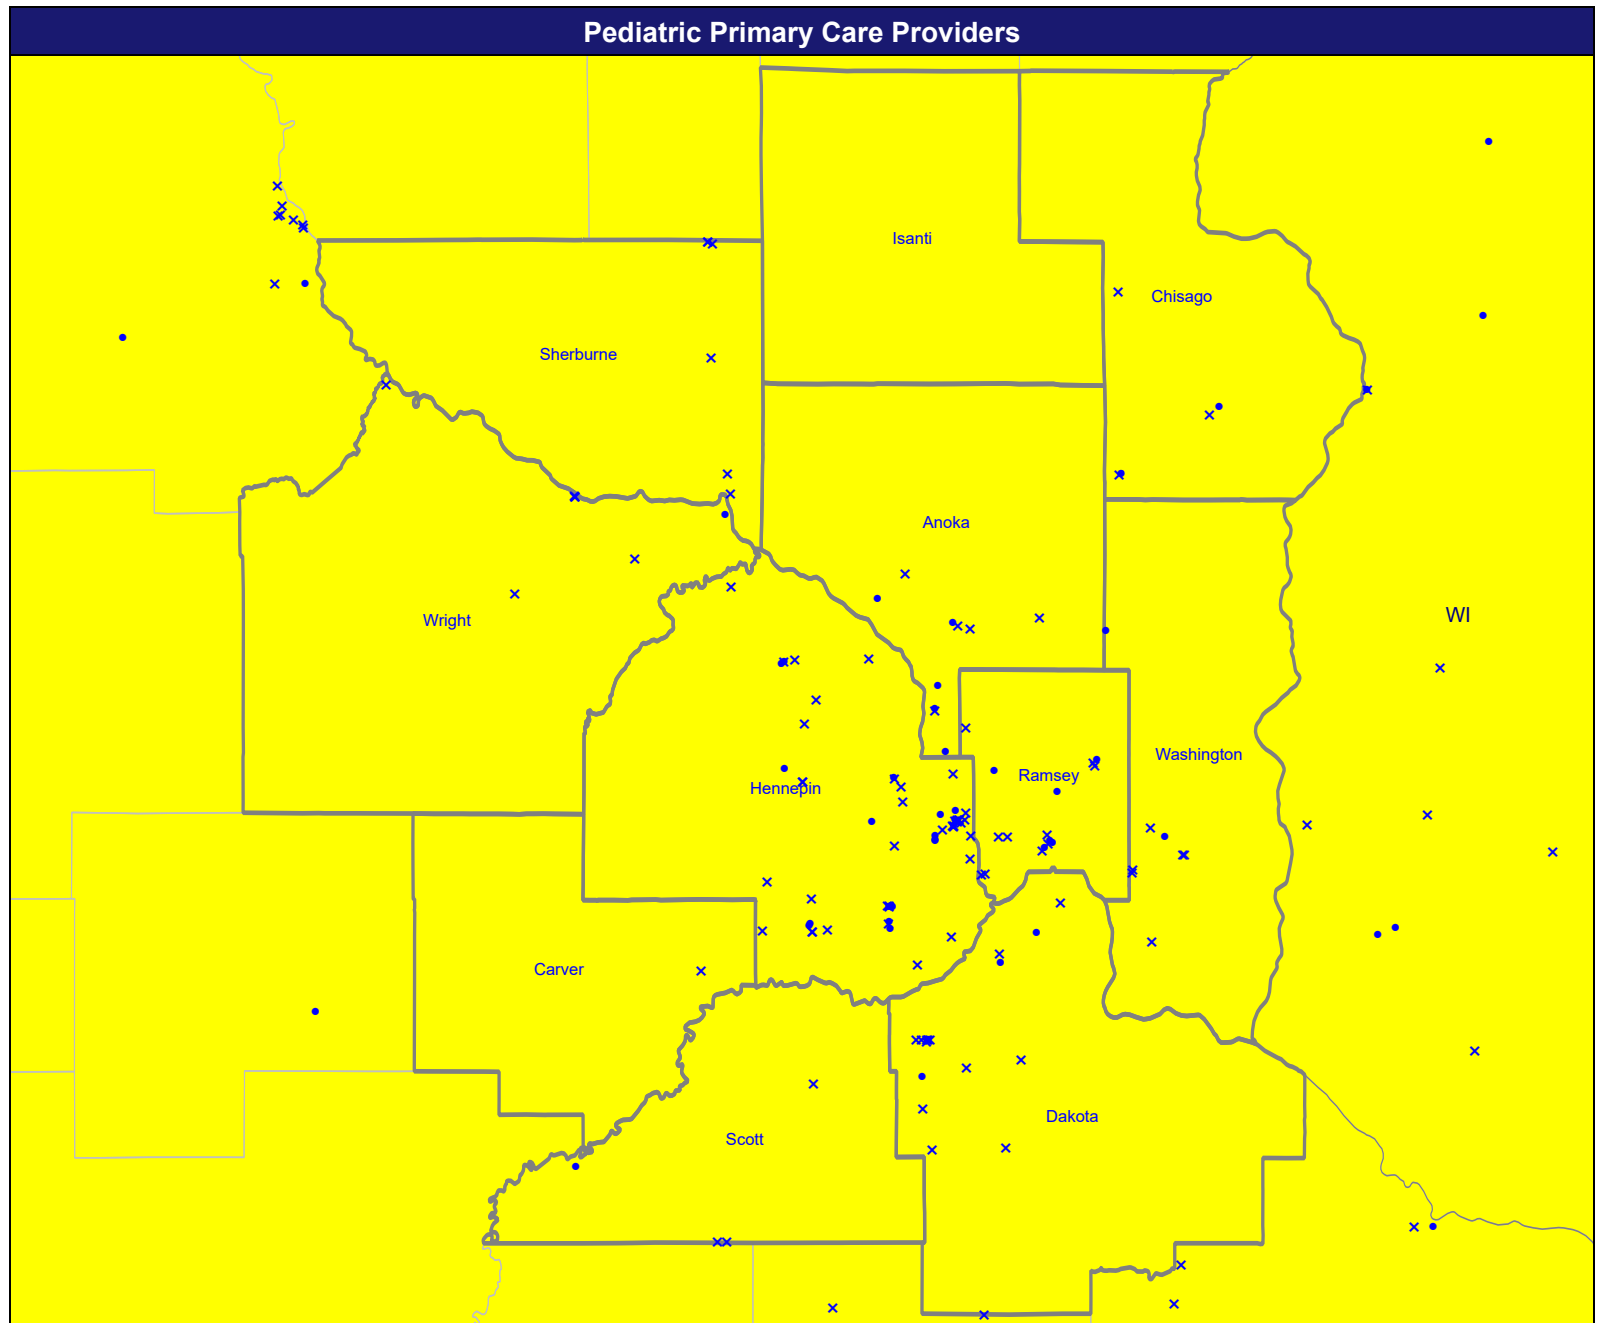 Pediatric Primary Care Providers
Isanti
Chisago
Sherburne
Anoka
Wright
WI
Washington
Ramsey
Hennepin
Carver
Dakota
Scott